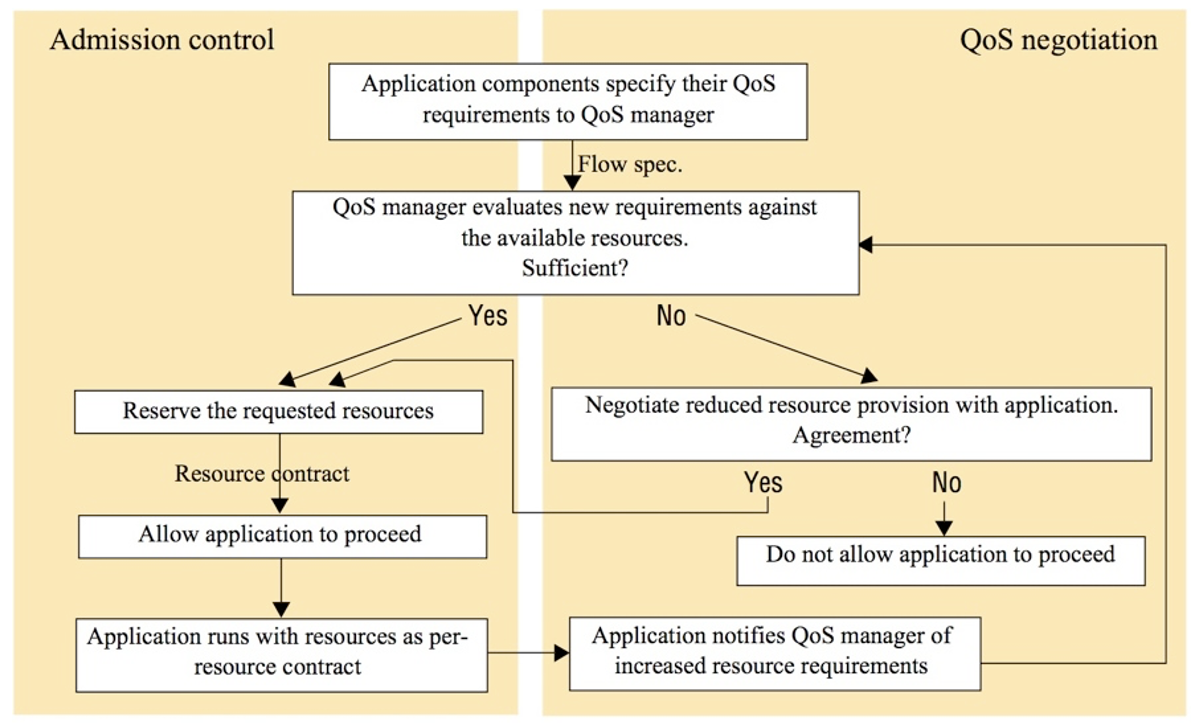 Admission control
QoS negotiation
Application components specify their QoS
requirements to QoS manager
Flow spec.
QoS manager evaluates new requirements against
the available resources.
Sufficient?
Yes
No
Reserve the requested resources
Negotiate reduced resource provision with application.
Agreement?
Resource contract
Yes
No
Allow application to proceed
Do not allow application to proceed
Application runs with resources as per-
resource contract
Application notifies QoS manager of
increased resource requirements